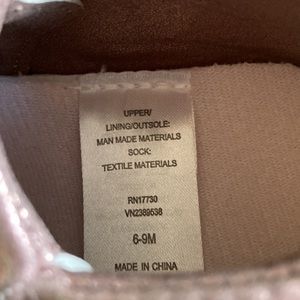 UPPER/
LINING/OUTSOLE:
MAN MADE MATERIALS
SOCK:
TEXTILE MATERIALS
RN17730
VN2389538
6-9M
MADE IN CHINA